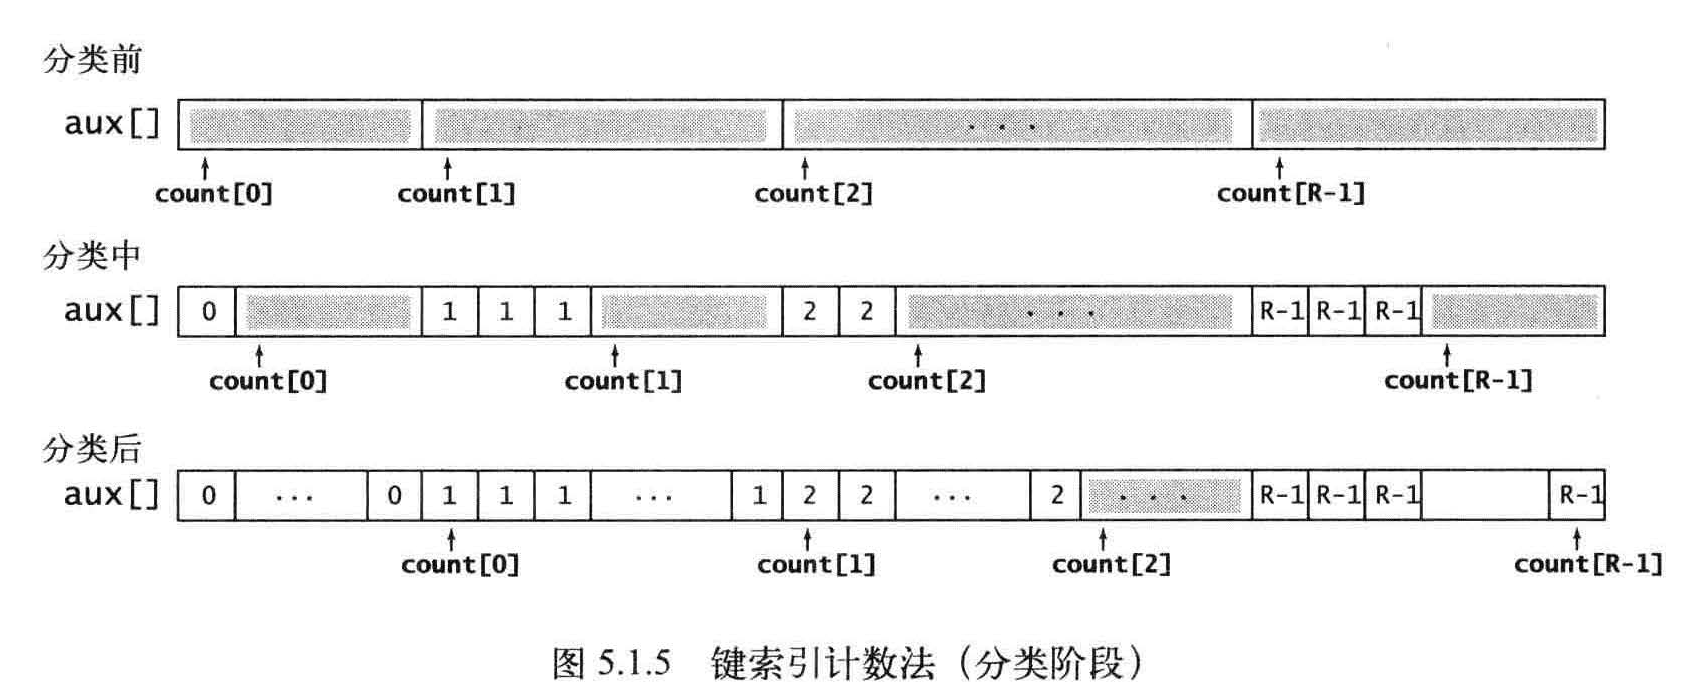 分类前
aux[] ...
count[0] count[1] count[2] count[R-1]
分类中
aux[] 0 1 1 1 2 2 ... R-1 R-1 R-1
count[0] count[1] count[2] count[R-1]
分类后
aux[] 0 ... 0 1 1 1 ... 1 2 2 ... 2 ... R-1 R-1 R-1 R-1
count[0] count[1] count[2] count[R-1]
图 5.1.5 键索引计数法（分类阶段）